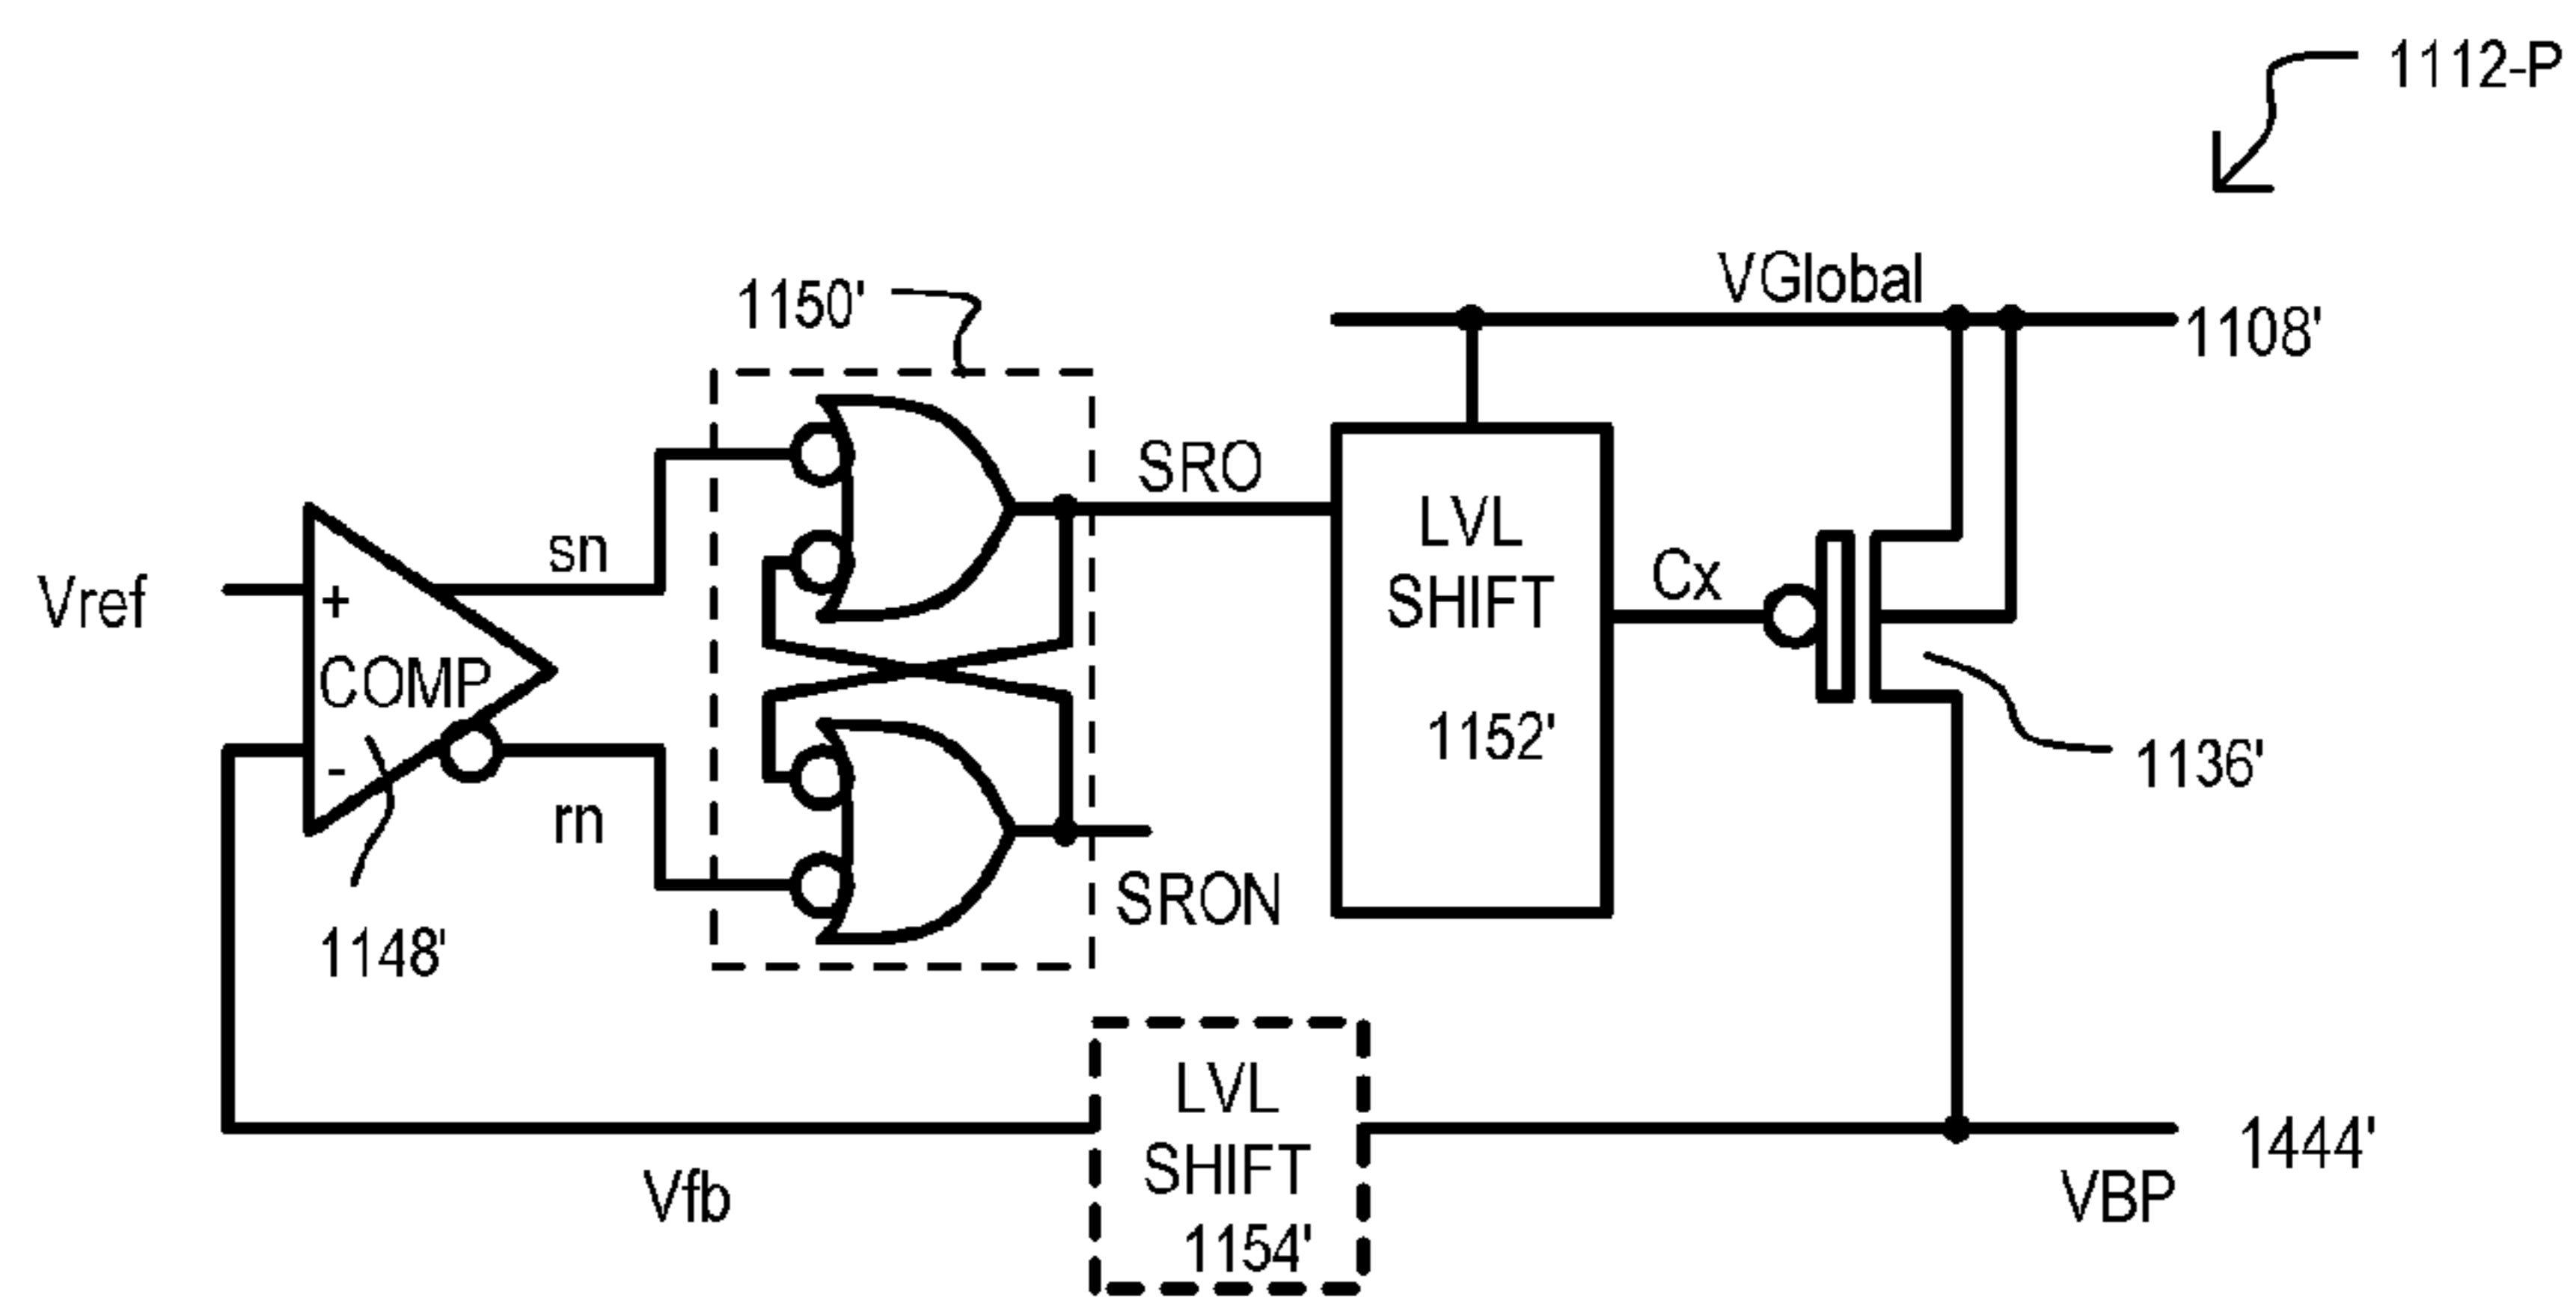 1112-P
VGlobal
1150'
1108'
SRO
LVL
SHIFT
1152'
sn
Cx
Vref
+
COMP
-
1136'
rn
SRON
1148'
LVL
SHIFT
1154'
1444'
Vfb
VBP